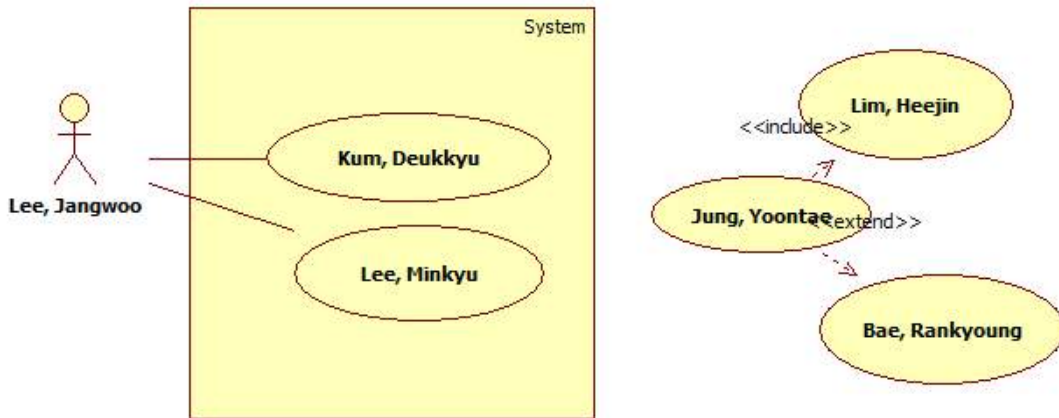 System
Lee, Jangwoo
Kum, Deukkyu
Lee, Minkyu
Lim, Heejin
<<include>>
Jung, Yoontae
<<extend>>
Bae, Rankyoung